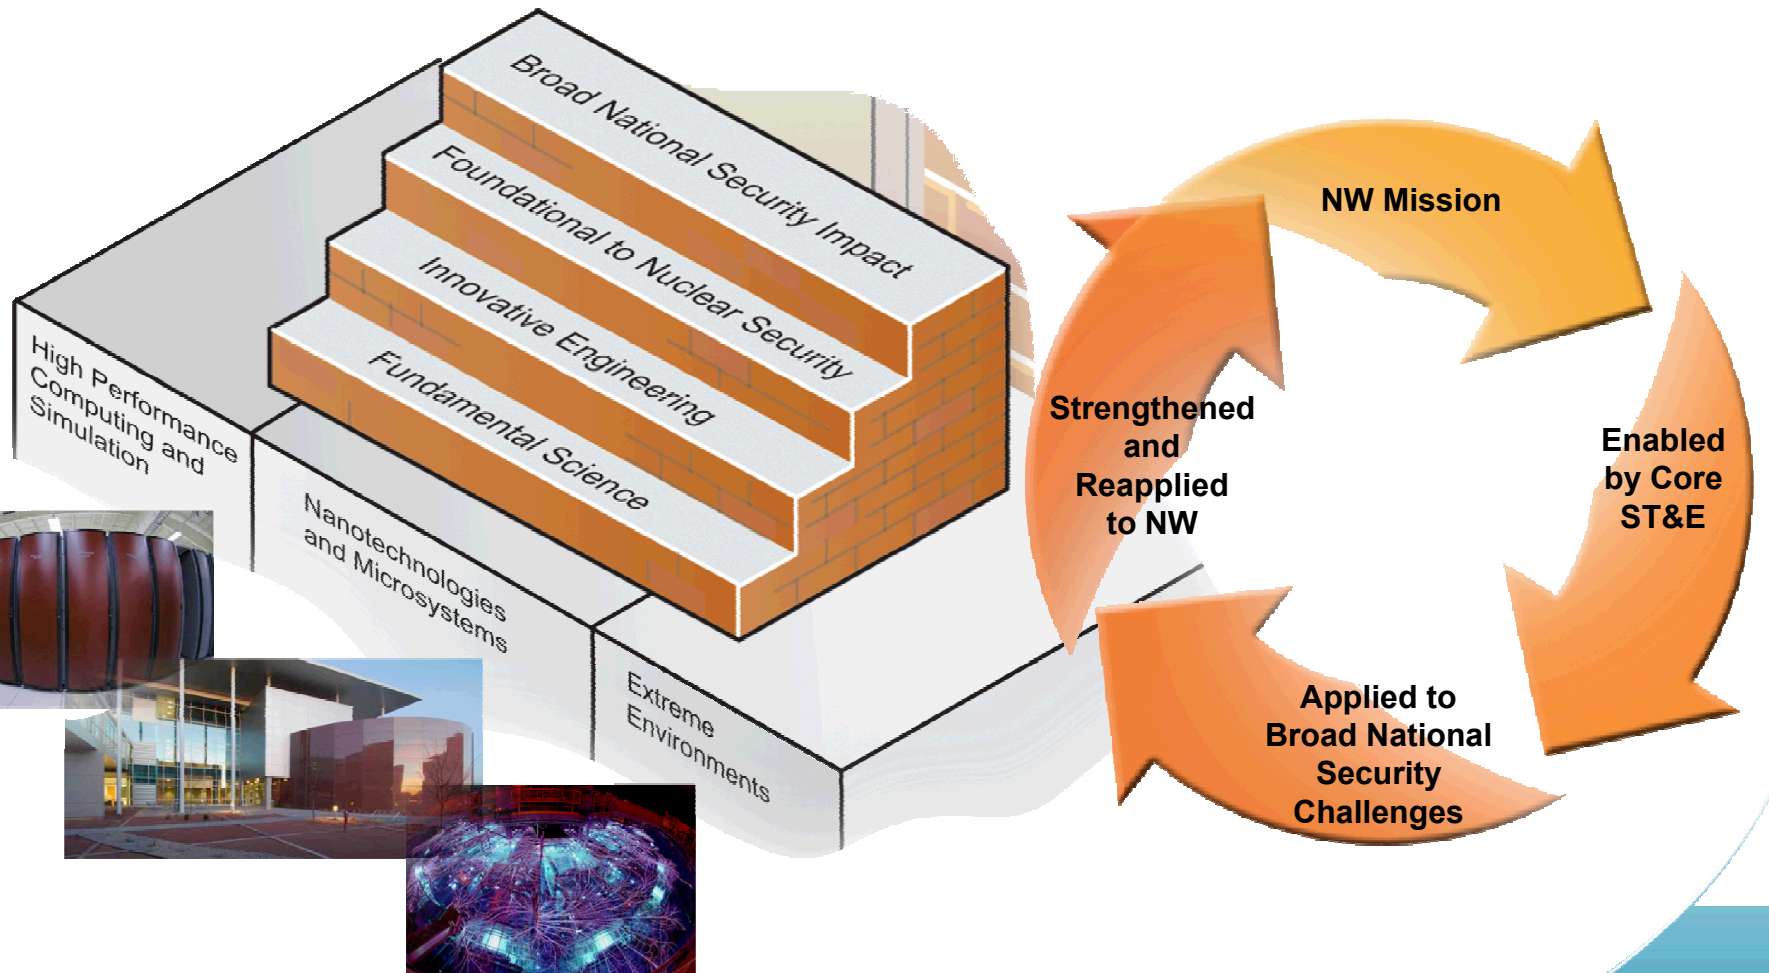 Broad National Security Impact
Foundational to Nuclear Security
Innovative Engineering
Fundamental Science
High Performance
Computing and
Simulation
Nanotechnologies
and Microsystems
Extreme
Environments
NW Mission
Enabled
by Core
ST&E
Applied to
Broad National
Security
Challenges
Strengthened
and
Reapplied
to NW